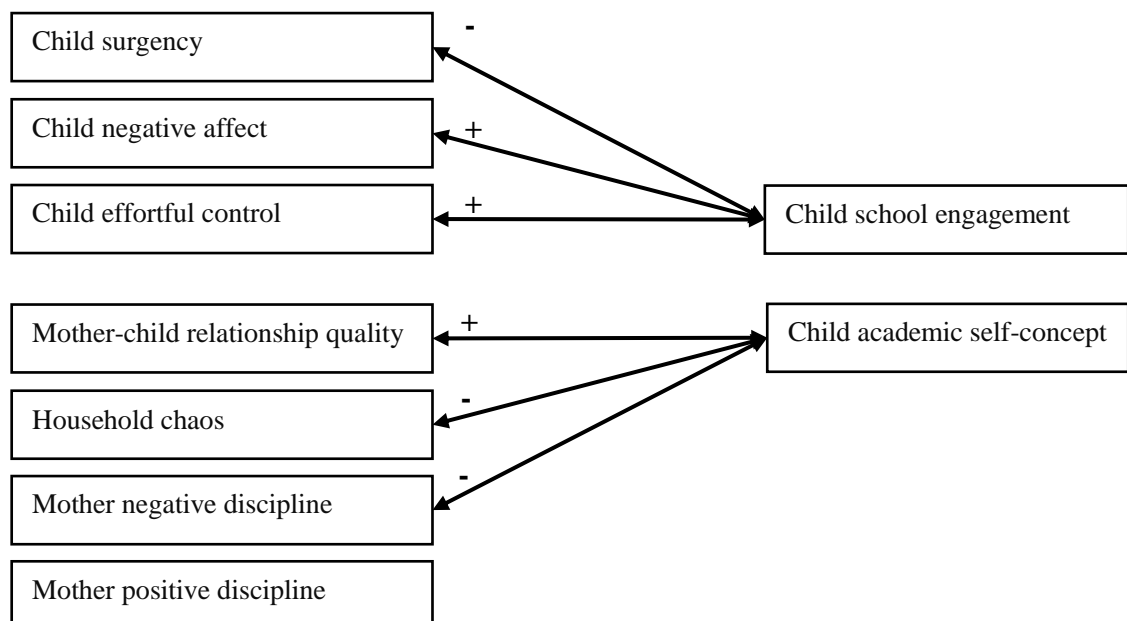 Child surgency
-
Child negative affect
+
Child effortful control
+
Child school engagement
Mother-child relationship quality
+
Child academic self-concept
Household chaos
-
Mother negative discipline
-
Mother positive discipline